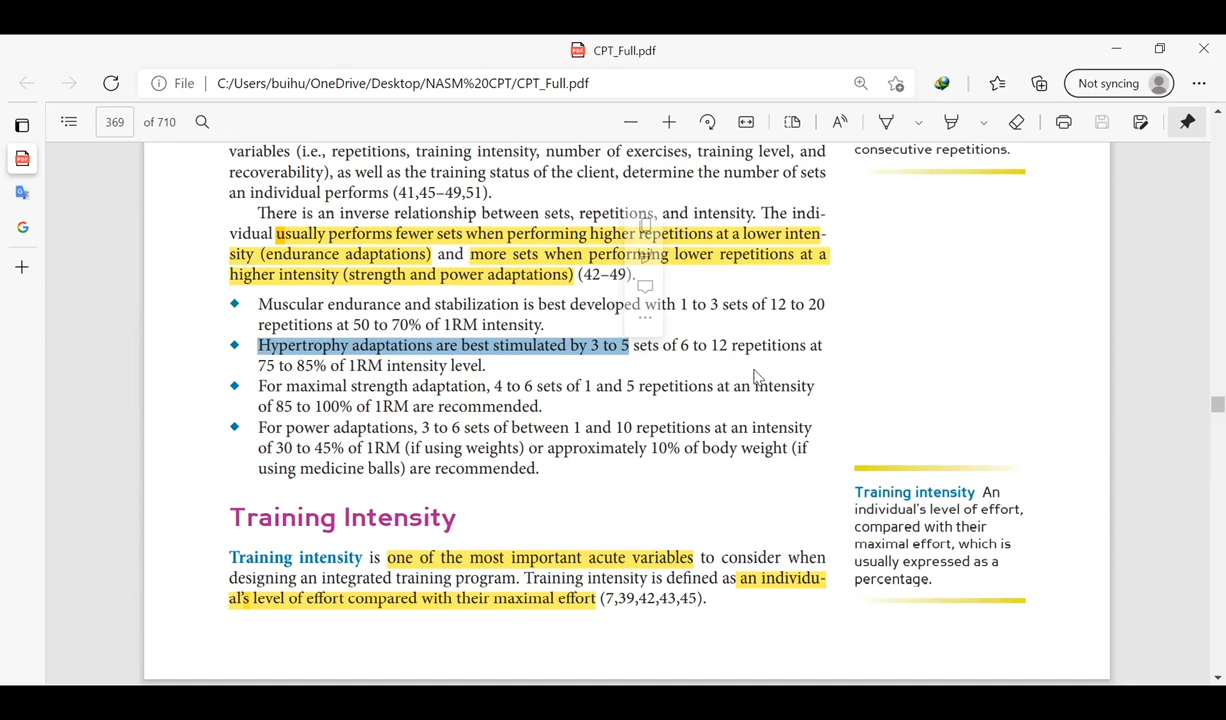 CPT_Full.pdf
File | C:/Users/buihu/OneDrive/Desktop/NASM%20CPT/CPT_Full.pdf
Not syncing
369 of 710
variables (i.e., repetitions, training intensity, number of exercises, training level, and
recoverability), as well as the training status of the client, determine the number of sets
an individual performs (41,45–49,51).
There is an inverse relationship between sets, repetitions, and intensity. The indi-
vidual usually performs fewer sets when performing higher repetitions at a lower inten-
sity (endurance adaptations) and more sets when performing lower repetitions at a
higher intensity (strength and power adaptations) (42–49).
Muscular endurance and stabilization is best developed with 1 to 3 sets of 12 to 20
repetitions at 50 to 70% of 1RM intensity.
Hypertrophy adaptations are best stimulated by 3 to 5 sets of 6 to 12 repetitions at
75 to 85% of 1RM intensity level.
For maximal strength adaptation, 4 to 6 sets of 1 and 5 repetitions at an intensity
of 85 to 100% of 1RM are recommended.
For power adaptations, 3 to 6 sets of between 1 and 10 repetitions at an intensity
of 30 to 45% of 1RM (if using weights) or approximately 10% of body weight (if
using medicine balls) are recommended.
Training Intensity
Training intensity is one of the most important acute variables to consider when
designing an integrated training program. Training intensity is defined as an individu-
al's level of effort compared with their maximal effort (7,39,42,43,45).
consecutive repetitions.
Training intensity An
individual's level of effort,
compared with their
maximal effort, which is
usually expressed as a
percentage.